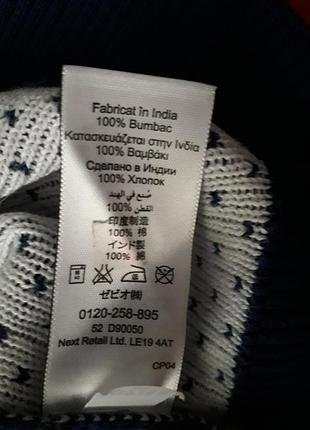 Fabricat în India
100% Bumbac
Κατασκευάζεται στην Ινδία
100% Βαμβάκι
Сделано в Индии
100% Хлопок
صنع في الهند
القطن %100
印度制造
100% 棉
インド製
100% 綿
ゼビオ㈱
0120-258-895
52 D90050
Next Retail Ltd. LE19 4AT
CP04